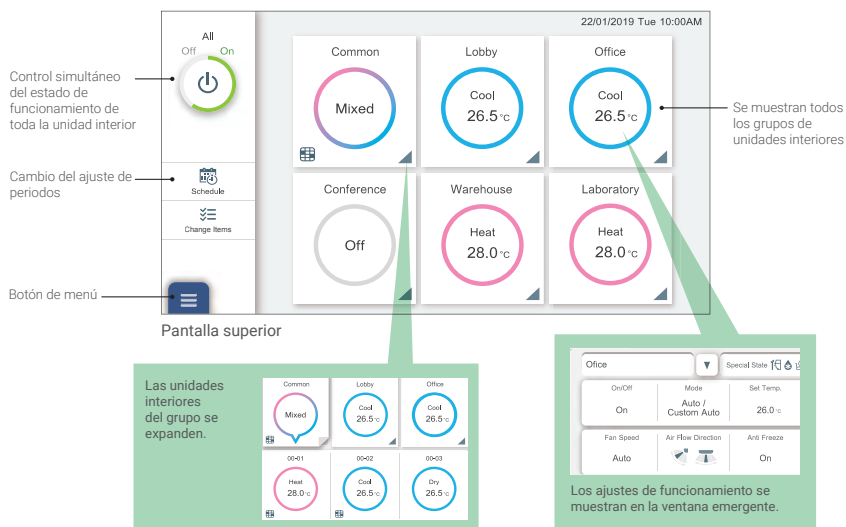 22/01/2019 Tue 10:00AM
All
Off On
Control simultáneo
del estado de
funcionamiento de
toda la unidad interior
Cambio del ajuste de
periodos
Schedule
Change Items
Botón de menú
Common
Mixed
Lobby
Cool
26.5 °C
Office
Cool
26.5 °C
Se muestran todos
los grupos de
unidades interiores
Conference
Off
Warehouse
Heat
28.0 °C
Laboratory
Heat
28.0 °C
Pantalla superior
Las unidades
interiores
del grupo se
expanden.
Common
Mixed
Lobby
Cool
26.5 °C
Office
Cool
26.5 °C
00-01
Heat
28.0 °C
00-02
Cool
26.5 °C
00-03
Dry
26.5 °C
Ofice
Special State
On/Off
On
Mode
Auto /
Custom Auto
Set Temp.
26.0 °C
Fan Speed
Auto
Air Flow Direction
Anti Freeze
On
Los ajustes de funcionamiento se
muestran en la ventana emergente.